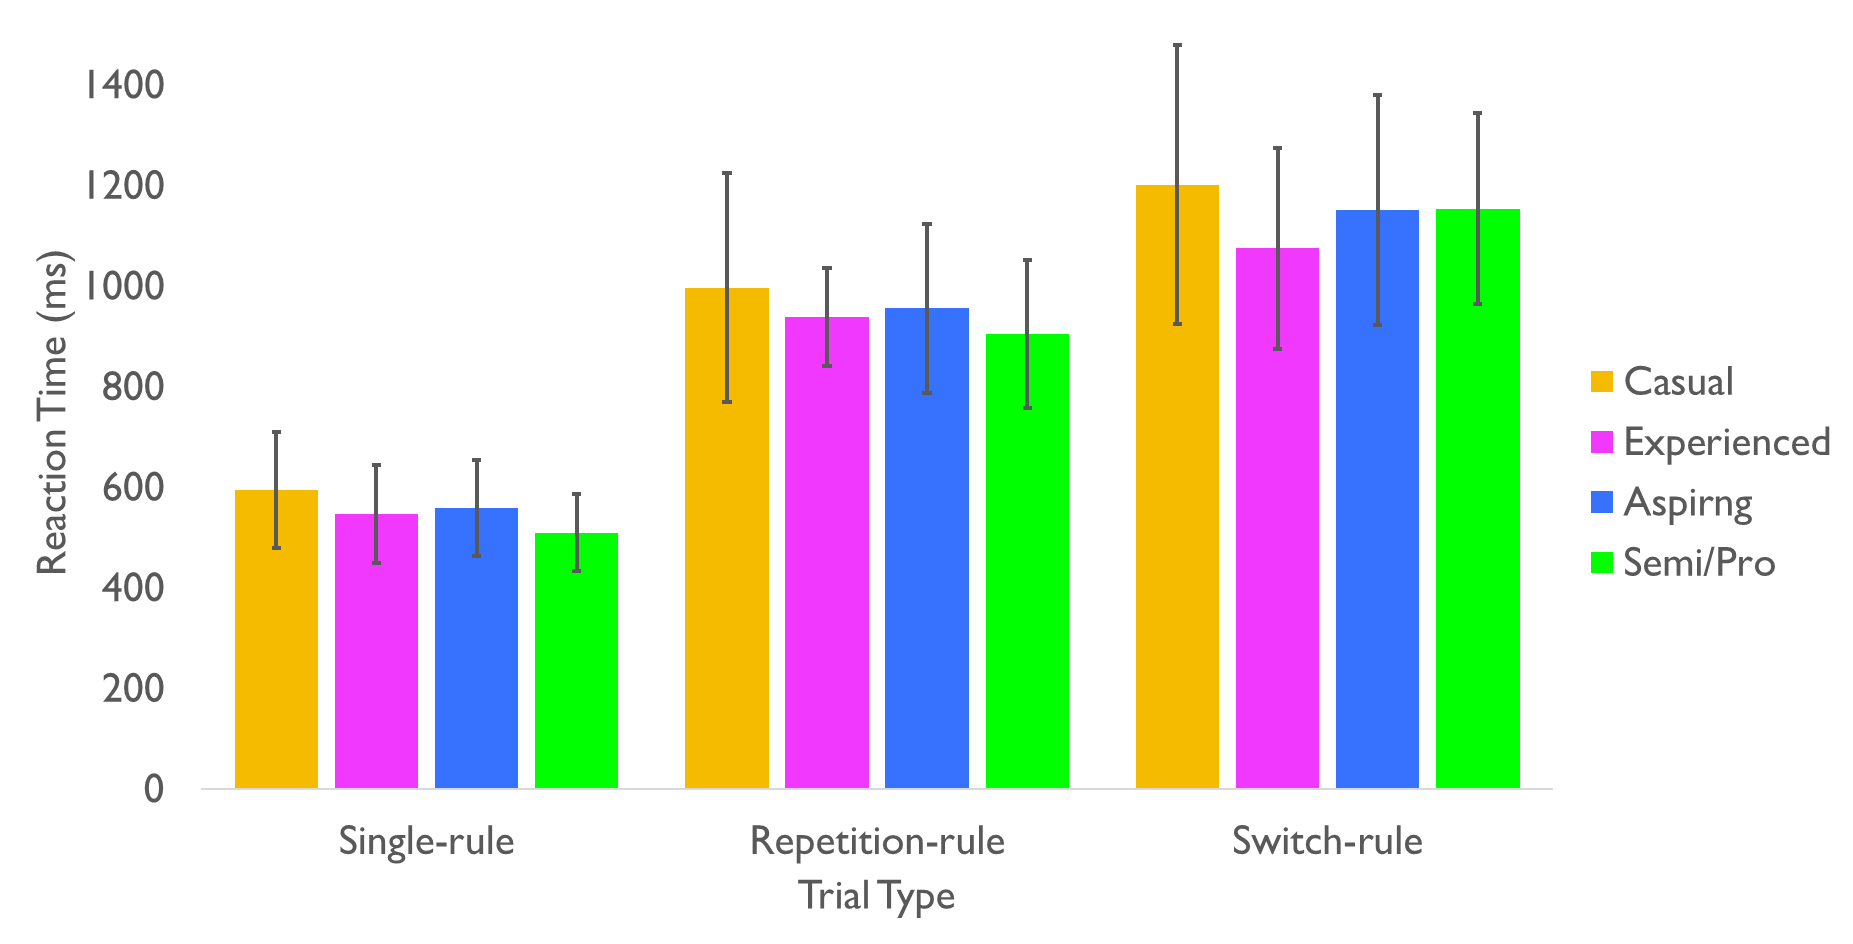 1400
1200
1000
800
600
400
200
0
Reaction Time (ms)
Single-rule
Repetition-rule
Switch-rule
Trial Type
Casual
Experienced
Aspirng
Semi/Pro